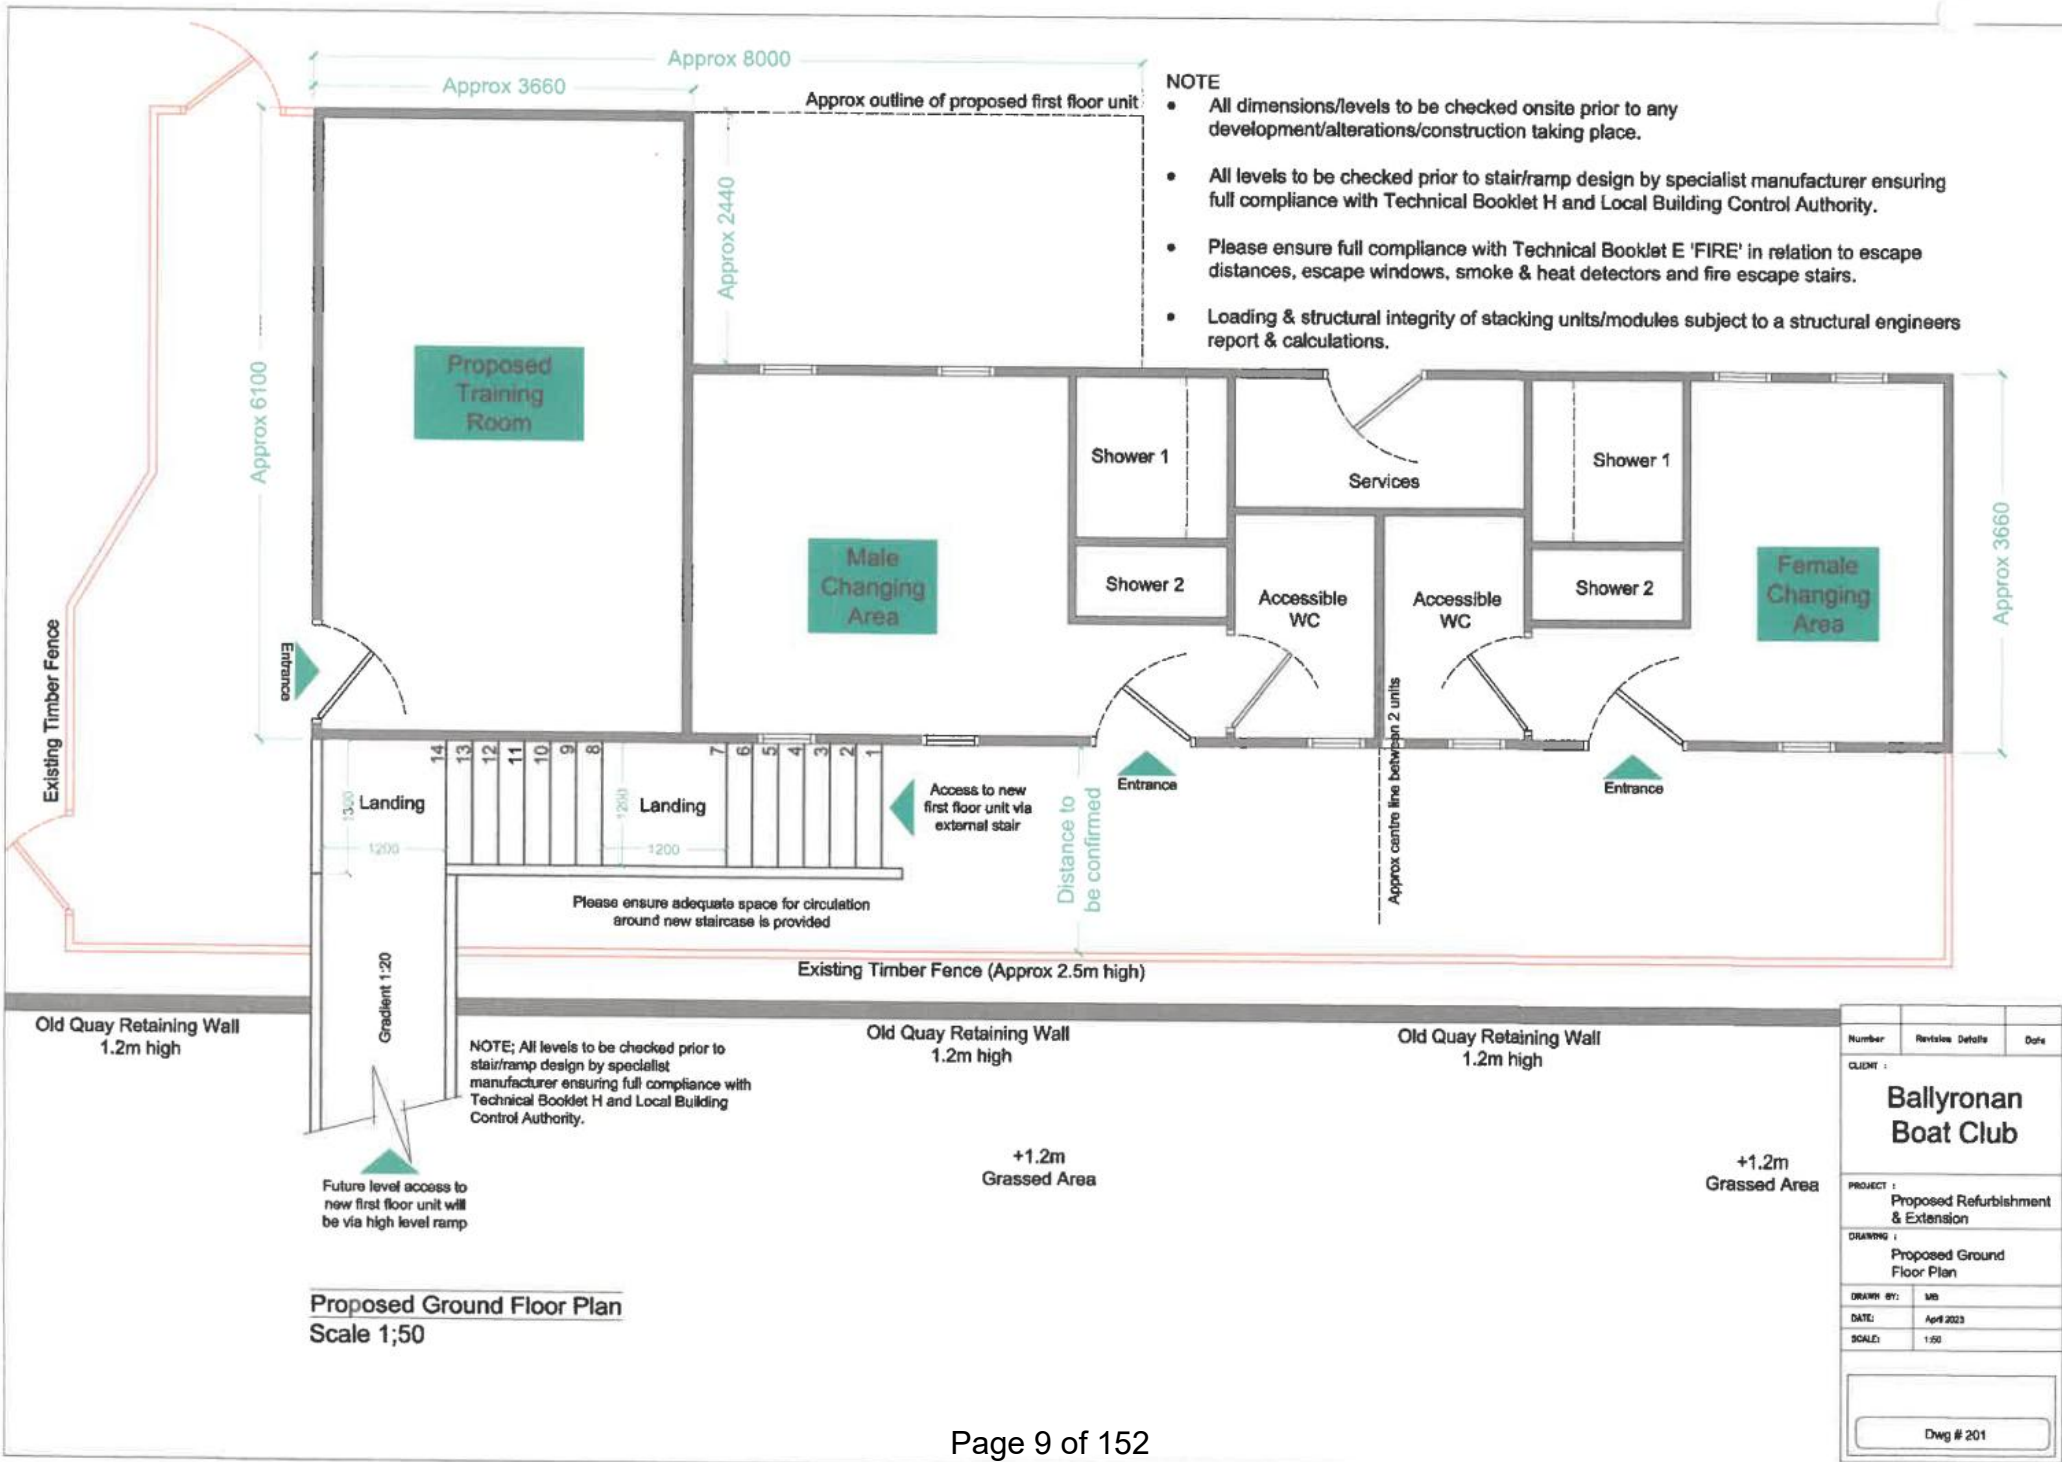 Approx 8000
Approx 3660
Approx outline of proposed first floor unit
NOTE
• All dimensions/levels to be checked onsite prior to any
development/alterations/construction taking place.
• All levels to be checked prior to stair/ramp design by specialist manufacturer ensuring
full compliance with Technical Booklet H and Local Building Control Authority.
• Please ensure full compliance with Technical Booklet E 'FIRE' in relation to escape
distances, escape windows, smoke & heat detectors and fire escape stairs.
• Loading & structural integrity of stacking units/modules subject to a structural engineers
report & calculations.
Approx 2440
Approx 6100
Proposed
Training
Room
Male
Changing
Area
Shower 1
Shower 2
Services
Accessible
WC
Accessible
WC
Shower 1
Shower 2
Female
Changing
Area
Approx 3660
Existing Timber Fence
Entrance
14
13
12
11
10
9
8
7
6
5
4
3
2
1
1300
Landing
1200
1200
Landing
1200
Access to new
first floor unit via
external stair
Distance to
be confirmed
Entrance
Approx centre line between 2 units
Entrance
Please ensure adequate space for circulation
around new staircase is provided
Existing Timber Fence (Approx 2.5m high)
Gradient 1:20
Old Quay Retaining Wall
1.2m high
Old Quay Retaining Wall
1.2m high
Old Quay Retaining Wall
1.2m high
NOTE; All levels to be checked prior to
stair/ramp design by specialist
manufacturer ensuring full compliance with
Technical Booklet H and Local Building
Control Authority.
+1.2m
Grassed Area
+1.2m
Grassed Area
Future level access to
new first floor unit will
be via high level ramp
Proposed Ground Floor Plan
Scale 1;50
Number Revision Details Date
CLIENT :
Ballyronan
Boat Club
PROJECT :
Proposed Refurbishment
& Extension
DRAWING :
Proposed Ground
Floor Plan
DRAWN BY: MB
DATE: April 2023
SCALE: 1:50
Dwg # 201
Page 9 of 152